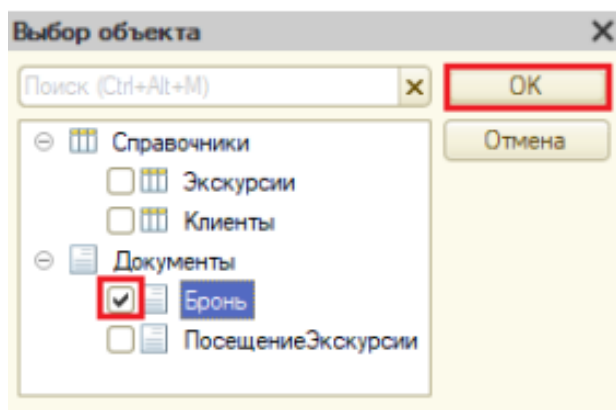 Выбор объекта
Поиск (Ctrl+Alt+M)
OK
Справочники
Отмена
Экскурсии
Клиенты
Документы
Бронь
ПосещениеЭкскурсии